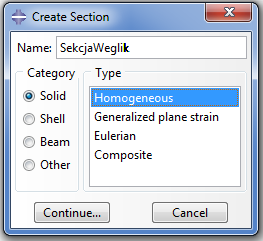 Create Section
Name: SekcjaWeglik
Category Type
Solid Homogeneous
Shell Generalized plane strain
Beam Eulerian
Other Composite
Continue... Cancel